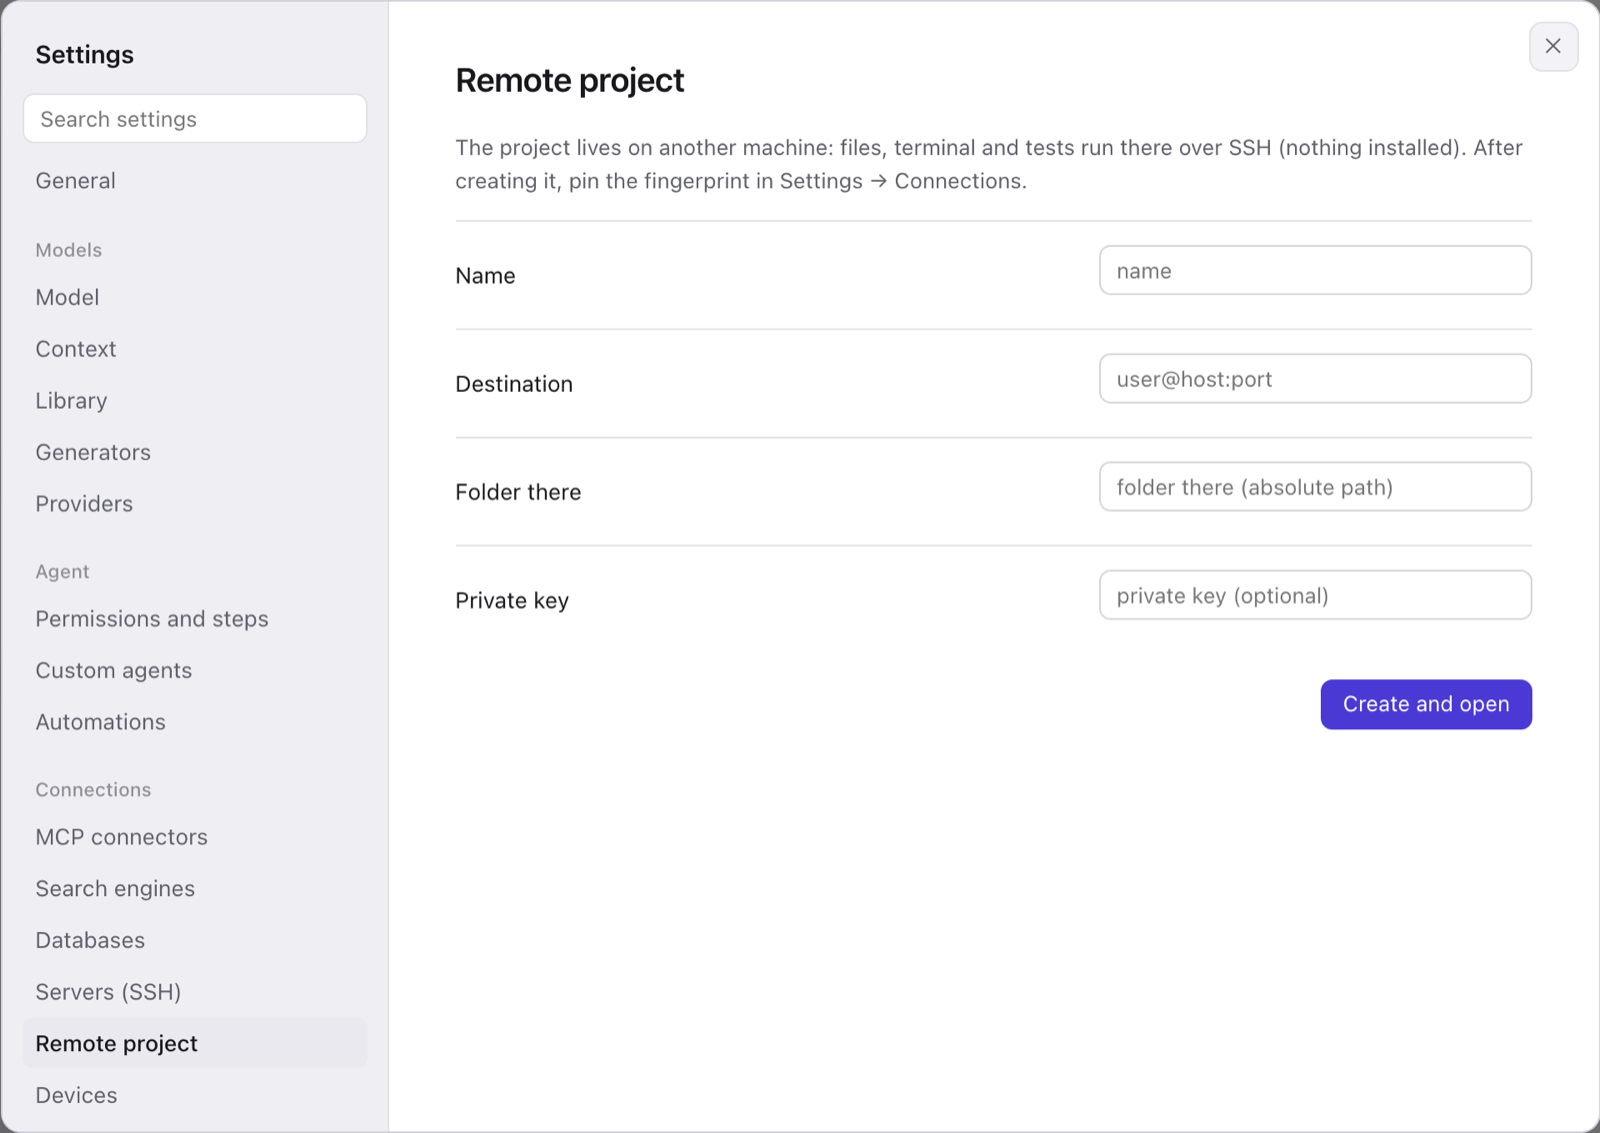 Settings
Search settings
General
Models
Model
Context
Library
Generators
Providers
Agent
Permissions and steps
Custom agents
Automations
Connections
MCP connectors
Search engines
Databases
Servers (SSH)
Remote project
Devices
Remote project
The project lives on another machine: files, terminal and tests run there over SSH (nothing installed). After
creating it, pin the fingerprint in Settings → Connections.
Name
name
Destination
user@host:port
Folder there
folder there (absolute path)
Private key
private key (optional)
Create and open